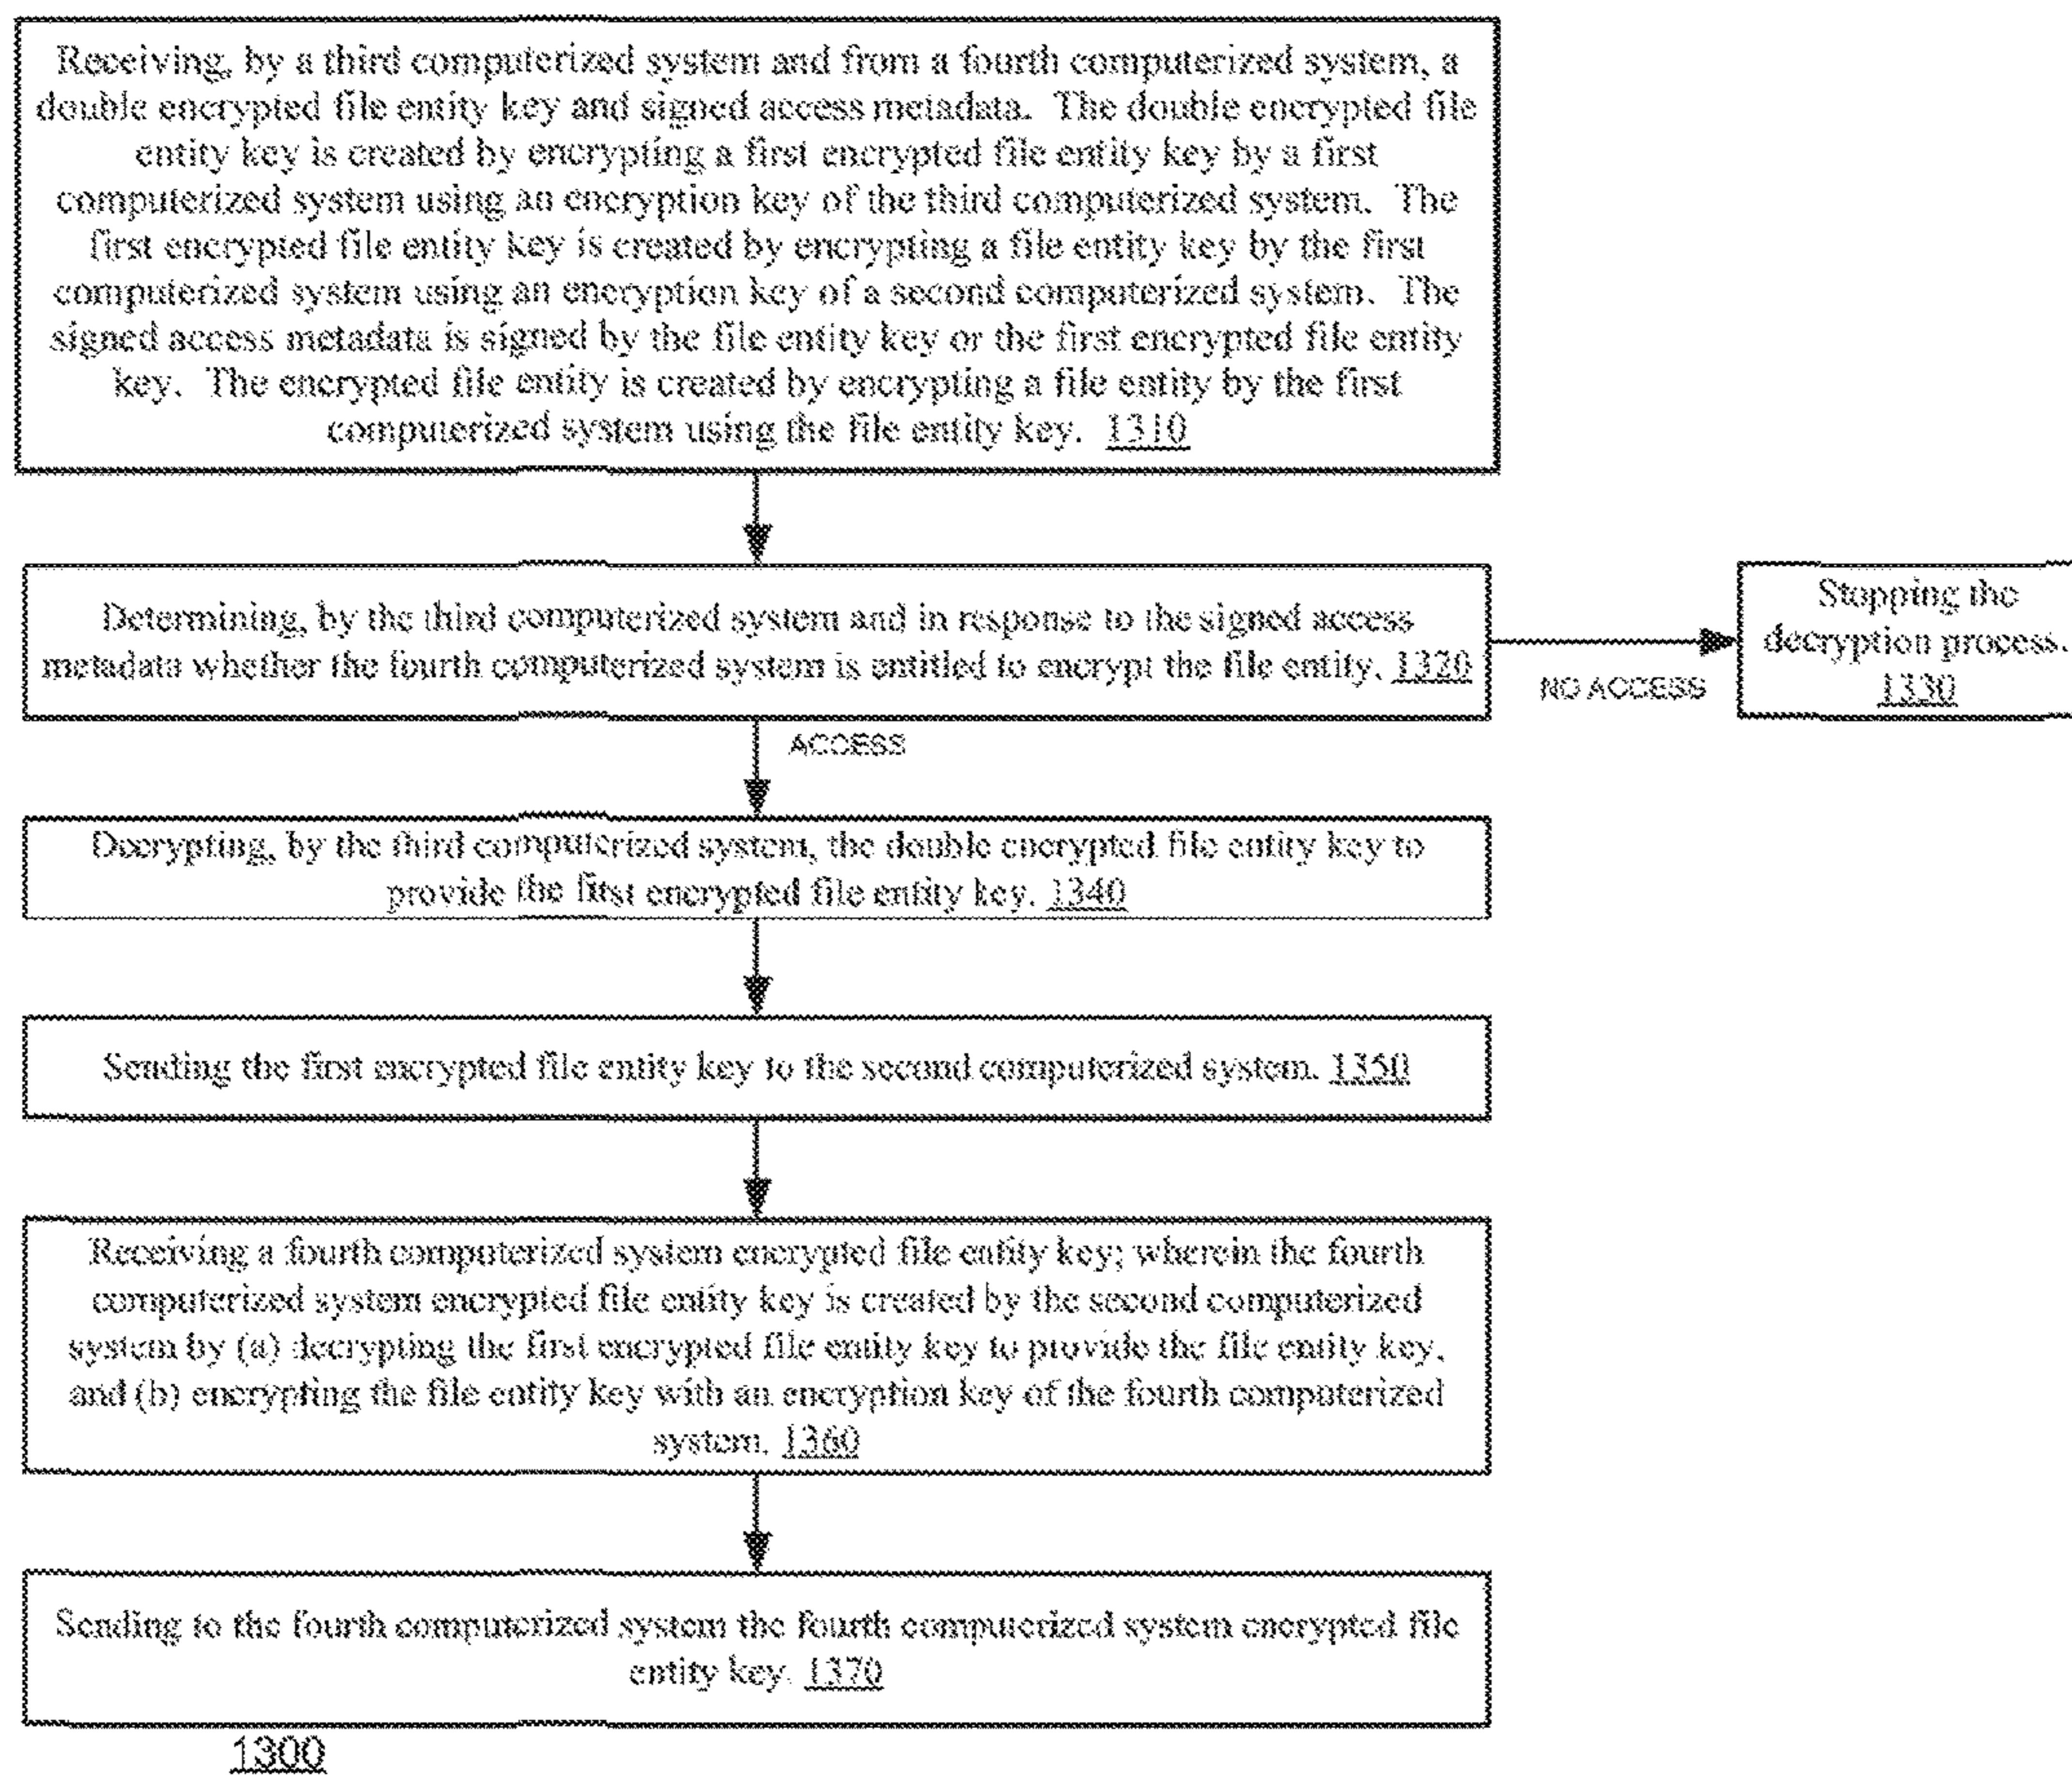 Receiving, by a third computerized system and from a fourth computerized system, a
double encrypted file entity key and signed access metadata. The double encrypted file
entity key is created by encrypting a first encrypted file entity key by a first
computerized system using an encryption key of the third computerized system. The
first encrypted file entity key is created by encrypting a file entity key by the first
computerized system using an encryption key of a second computerized system. The
signed access metadata is signed by the file entity key or the first encrypted file entity
key. The encrypted file entity is created by encrypting a file entity by the first
computerized system using the file entity key. 1310
Determining, by the third computerized system and in response to the signed access
metadata whether the fourth computerized system is entitled to encrypt the file entity. 1320
Stopping the
decryption process.
1330
NO ACCESS
ACCESS
Decrypting, by the third computerized system, the double encrypted file entity key to
provide the first encrypted file entity key. 1340
Sending the first encrypted file entity key to the second computerized system. 1350
Receiving a fourth computerized system encrypted file entity key; wherein the fourth
computerized system encrypted file entity key is created by the second computerized
system by (a) decrypting the first encrypted file entity key to provide the file entity key,
and (b) encrypting the file entity key with an encryption key of the fourth computerized
system. 1360
Sending to the fourth computerized system the fourth computerized system encrypted file
entity key. 1370
1300